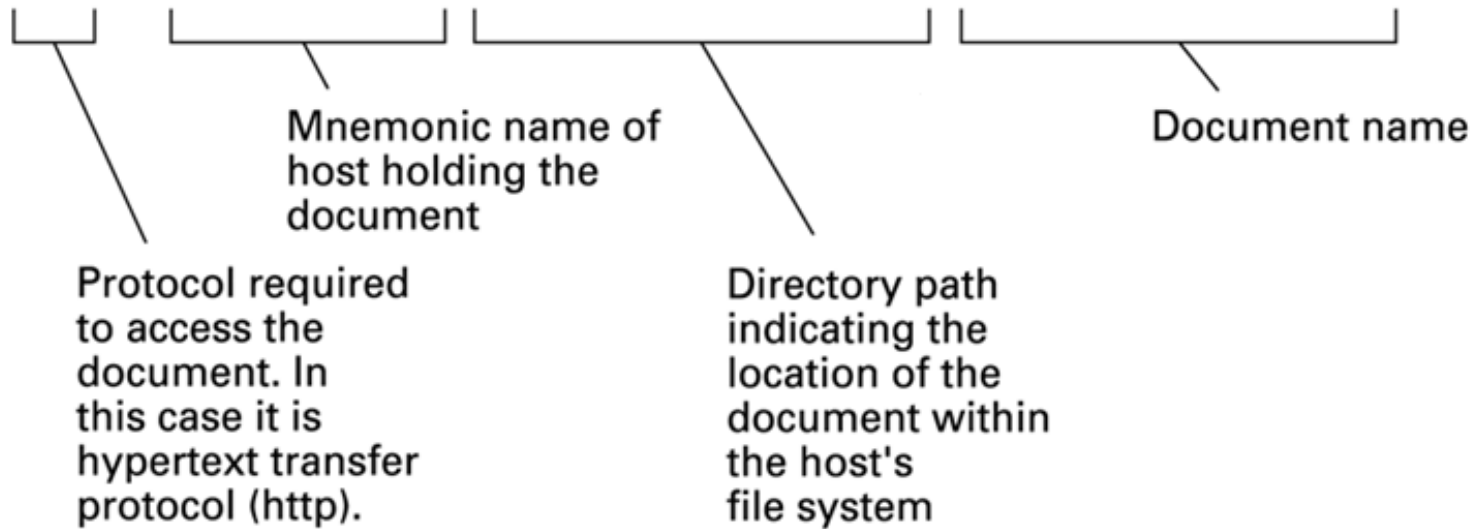 Mnemonic name of
host holding the
document
Document name
Protocol required
to access the
document. In
this case it is
hypertext transfer
protocol (http).
Directory path
indicating the
location of the
document within
the host's
file system